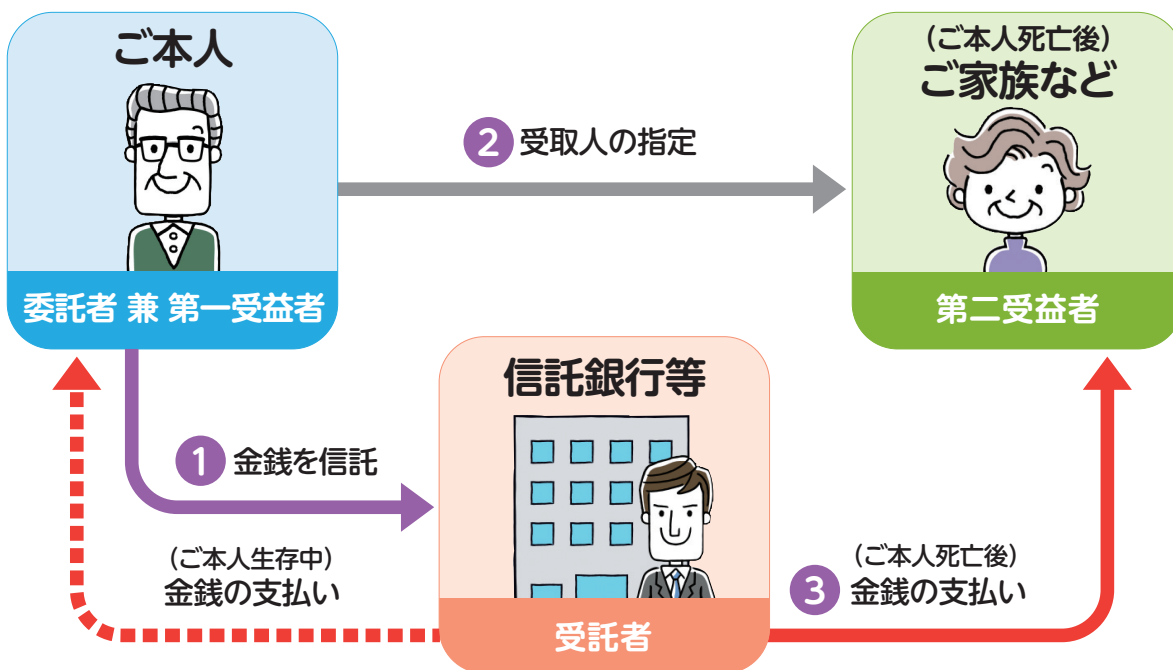 ご本人
委託者 兼 第一受益者
2 受取人の指定
（ご本人死亡後）
ご家族など
第二受益者
1 金銭を信託
信託銀行等
受託者
（ご本人生存中）
金銭の支払い
（ご本人死亡後）
3 金銭の支払い